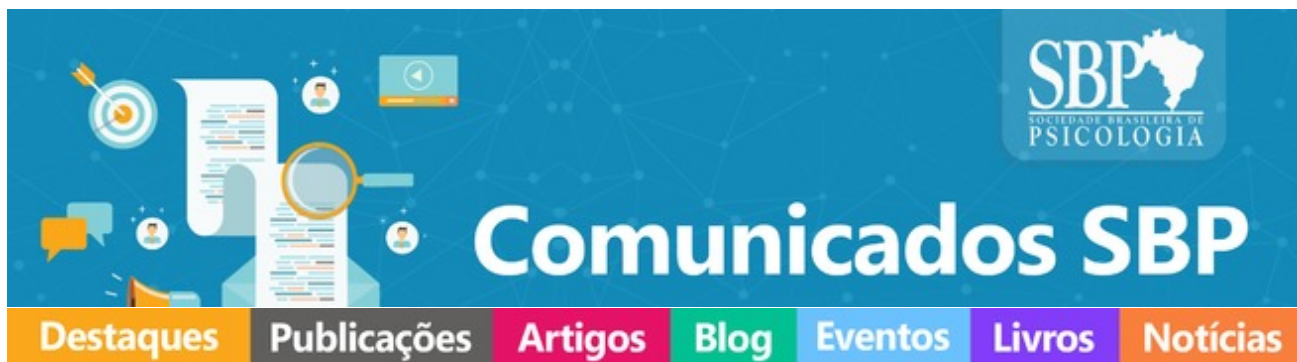 SBP
SOCIEDADE BRASILEIRA DE
PSICOLOGIA
Comunicados SBP
Destaques Publicações Artigos Blog Eventos Livros Notícias